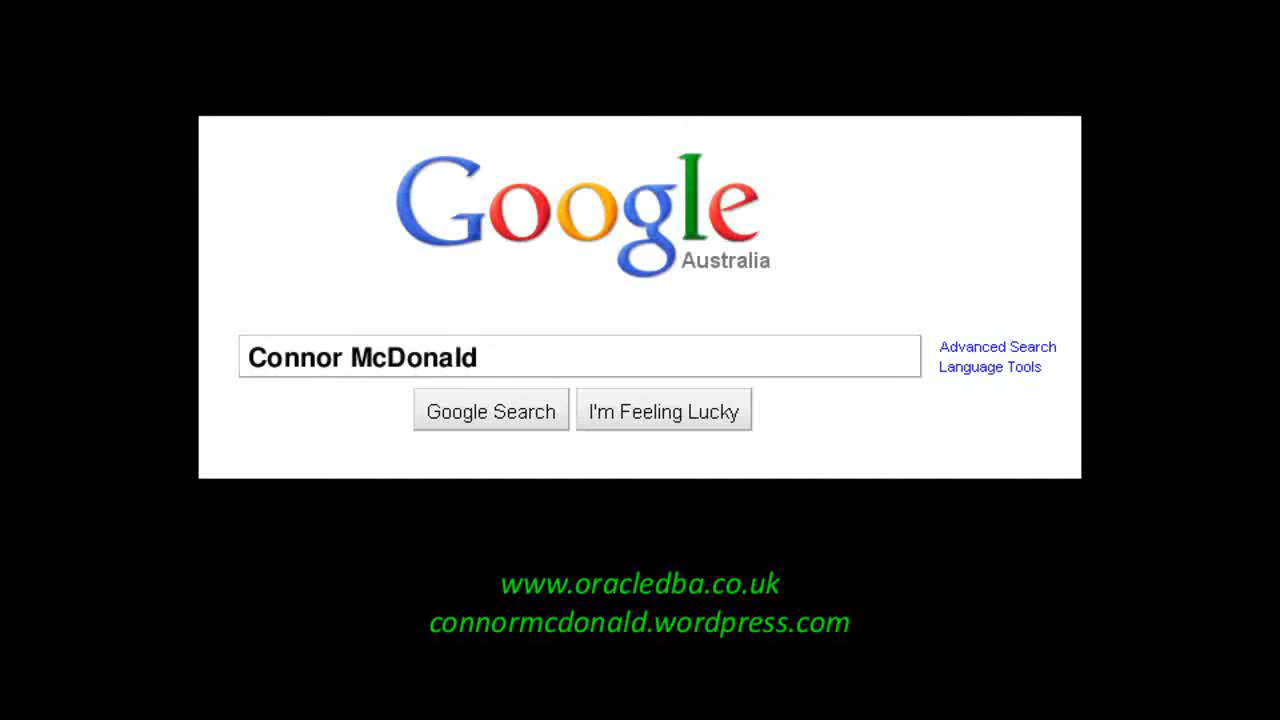 Google
Australia
Connor McDonald
Advanced Search
Language Tools
Google Search
I'm Feeling Lucky
www.oracledba.co.uk
connormcdonald.wordpress.com